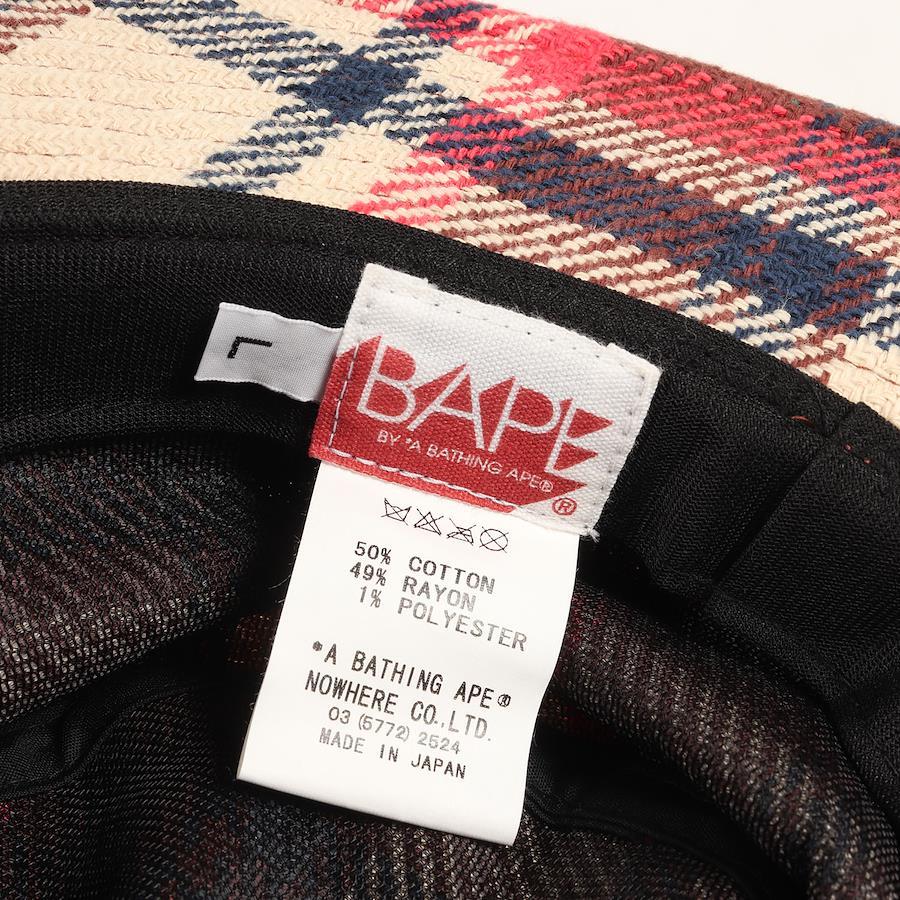 L
BAPE
BY *A BATHING APE®
®
50% COTTON
49% RAYON
1% POLYESTER
*A BATHING APE®
NOWHERE CO.,LTD.
03 (5772) 2524
MADE IN JAPAN